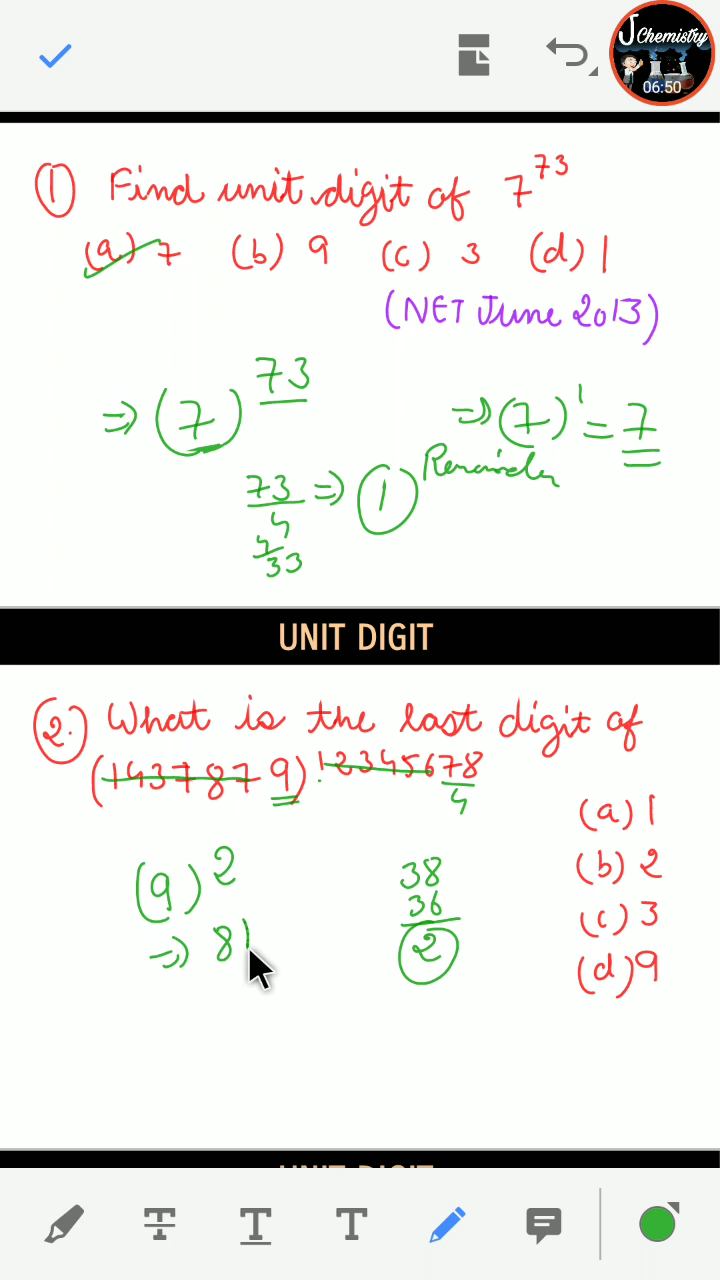 J Chemistry
06:50
① Find unit digit of 7^73
(a) 7 (b) 9 (c) 3 (d) 1
(NET June 2013)
⇒ (7)^73
⇒ (7)^1 = 7
73/4 ⇒ ① Remainder
4
33
UNIT DIGIT
②. What is the last digit of
(1437879)^12345678
4
(a) 1
(b) 2
(c) 3
(d) 9
(9)^2
⇒ 81
38
36
②
UNIT DIGIT
T T T